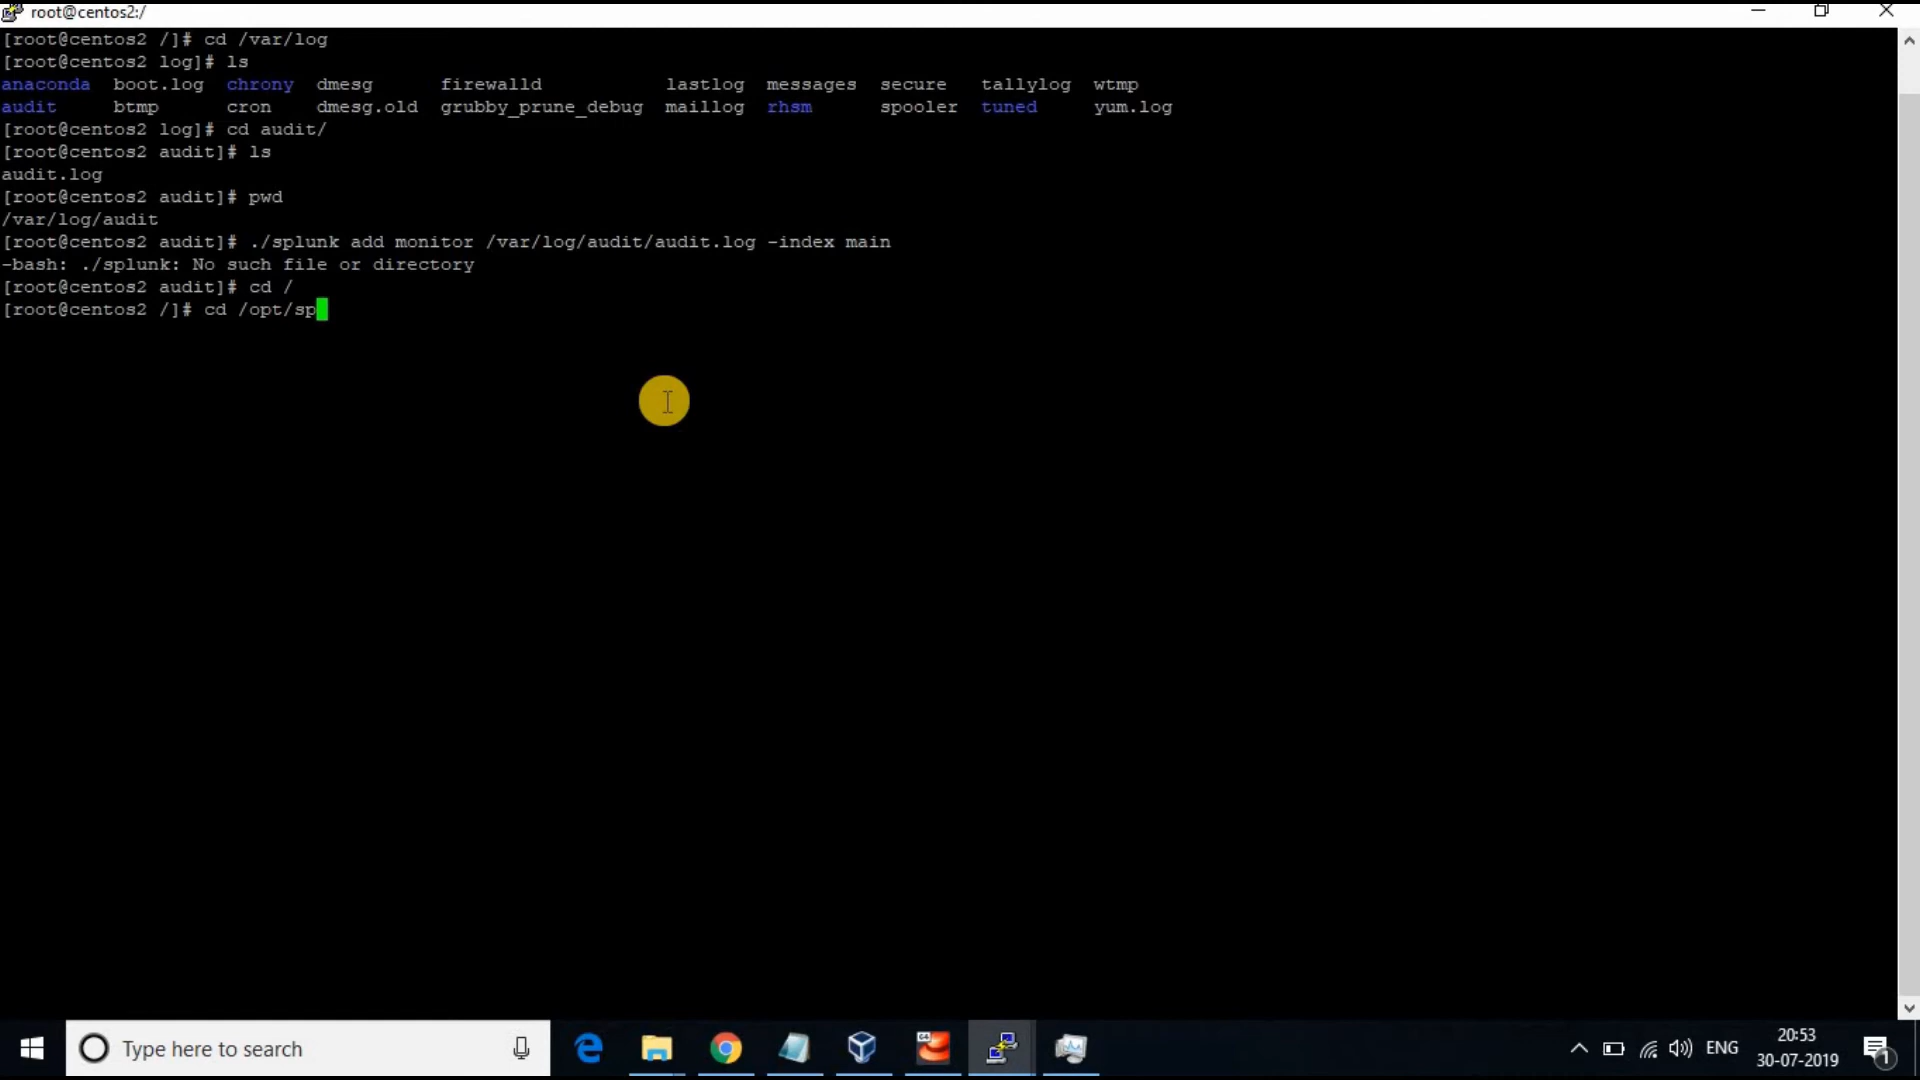 root@centos2:/
[root@centos2 /]# cd /var/log
[root@centos2 log]# ls
anaconda boot.log chrony dmesg firewalld lastlog messages secure tallylog wtmp
audit btmp cron dmesg.old grubby_prune_debug maillog rhsm spooler tuned yum.log
[root@centos2 log]# cd audit/
[root@centos2 audit]# ls
audit.log
[root@centos2 audit]# pwd
/var/log/audit
[root@centos2 audit]# ./splunk add monitor /var/log/audit/audit.log -index main
-bash: ./splunk: No such file or directory
[root@centos2 audit]# cd /
[root@centos2 /]# cd /opt/sp
Type here to search
ENG
20:53
30-07-2019
1